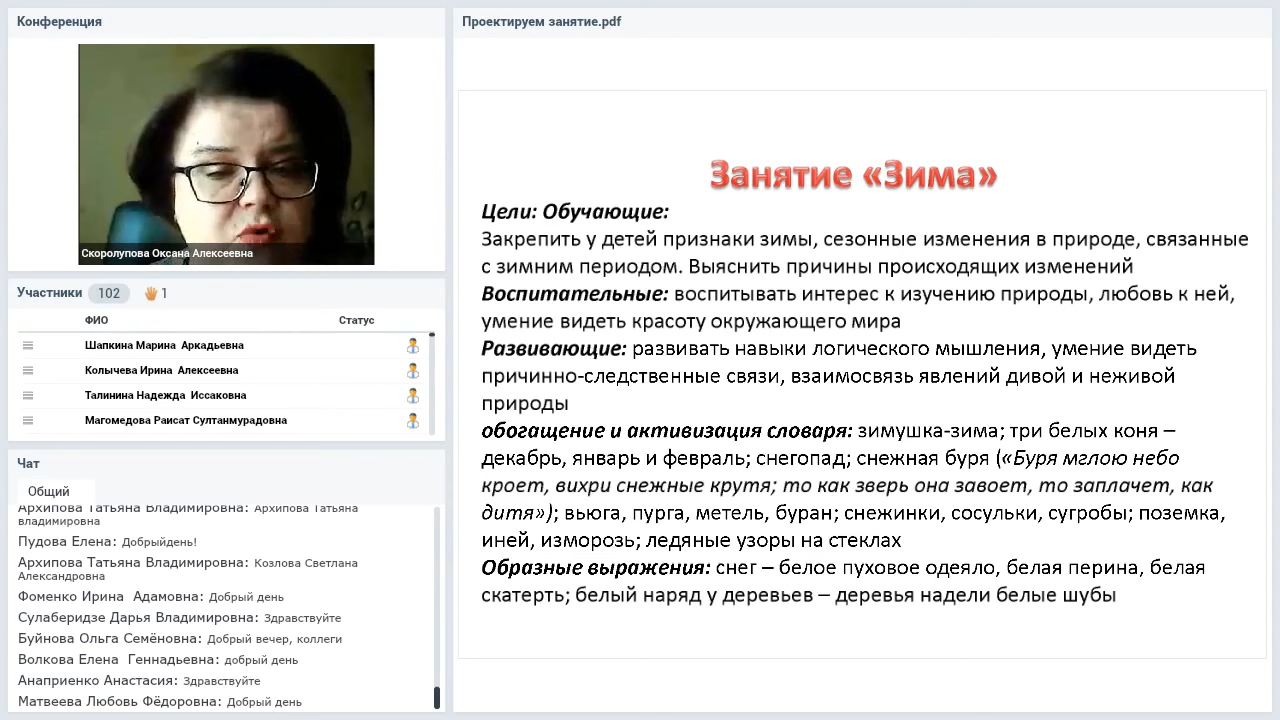 Конференция
Скоролупова Оксана Алексеевна
Участники 102 1
ФИО Статус
Шапкина Марина Аркадьевна
Колычева Ирина Алексеевна
Талинина Надежда Иссаковна
Магомедова Раисат Султанмурадовна
Чат
Общий
Архипова Татьяна Владимировна: Архипова Татьяна
владимировна
Пудова Елена: Добрыйдень!
Архипова Татьяна Владимировна: Козлова Светлана
Александровна
Фоменко Ирина Адамовна: Добрый день
Сулаберидзе Дарья Владимировна: Здравствуйте
Буйнова Ольга Семёновна: Добрый вечер, коллеги
Волкова Елена Геннадьевна: добрый день
Анаприенко Анастасия: Здравствуйте
Матвеева Любовь Фёдоровна: Добрый день
Проектируем занятие.pdf
Занятие «Зима»
Цели: Обучающие:
Закрепить у детей признаки зимы, сезонные изменения в природе, связанные
с зимним периодом. Выяснить причины происходящих изменений
Воспитательные: воспитывать интерес к изучению природы, любовь к ней,
умение видеть красоту окружающего мира
Развивающие: развивать навыки логического мышления, умение видеть
причинно-следственные связи, взаимосвязь явлений дивой и неживой
природы
обогащение и активизация словаря: зимушка-зима; три белых коня –
декабрь, январь и февраль; снегопад; снежная буря («Буря мглою небо
кроет, вихри снежные крутя; то как зверь она завоет, то заплачет, как
дитя»); вьюга, пурга, метель, буран; снежинки, сосульки, сугробы; поземка,
иней, изморозь; ледяные узоры на стеклах
Образные выражения: снег – белое пуховое одеяло, белая перина, белая
скатерть; белый наряд у деревьев – деревья надели белые шубы